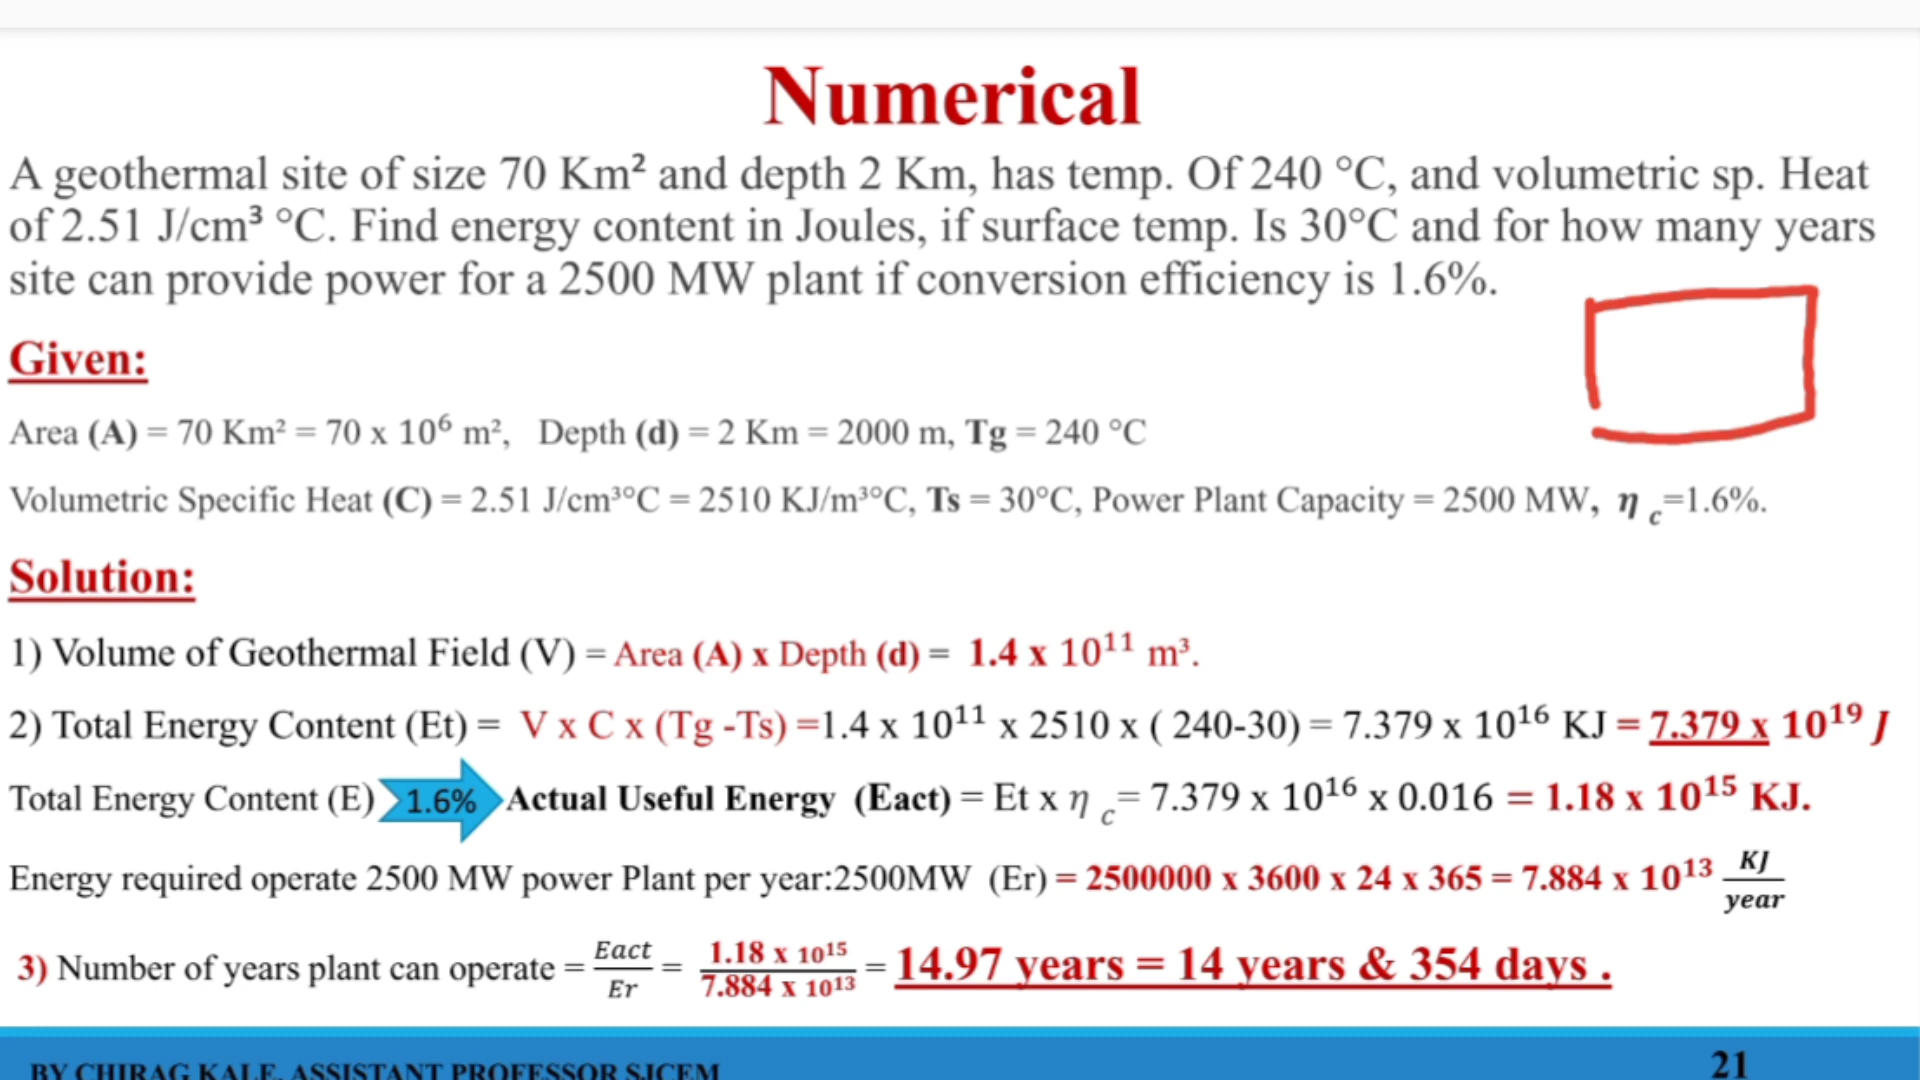 Numerical
A geothermal site of size 70 Km² and depth 2 Km, has temp. Of 240 °C, and volumetric sp. Heat
of 2.51 J/cm³ °C. Find energy content in Joules, if surface temp. Is 30°C and for how many years
site can provide power for a 2500 MW plant if conversion efficiency is 1.6%.
Given:
Area (A) = 70 Km² = 70 x 10⁶ m², Depth (d) = 2 Km = 2000 m, Tg = 240 °C
Volumetric Specific Heat (C) = 2.51 J/cm³°C = 2510 KJ/m³°C, Ts = 30°C, Power Plant Capacity = 2500 MW, η c=1.6%.
Solution:
1) Volume of Geothermal Field (V) = Area (A) x Depth (d) = 1.4 x 10¹¹ m³.
2) Total Energy Content (Et) = V x C x (Tg -Ts) =1.4 x 10¹¹ x 2510 x ( 240-30) = 7.379 x 10¹⁶ KJ = 7.379 x 10¹⁹ J
Total Energy Content (E) 1.6% Actual Useful Energy (Eact) = Et x η c= 7.379 x 10¹⁶ x 0.016 = 1.18 x 10¹⁵ KJ.
Energy required operate 2500 MW power Plant per year:2500MW (Er) = 2500000 x 3600 x 24 x 365 = 7.884 x 10¹³ KJ/year
3) Number of years plant can operate = Eact/Er = 1.18 x 10¹⁵/7.884 x 10¹³ = 14.97 years = 14 years & 354 days .
BY CHIRAG KALE, ASSISTANT PROFESSOR SJCEM
21